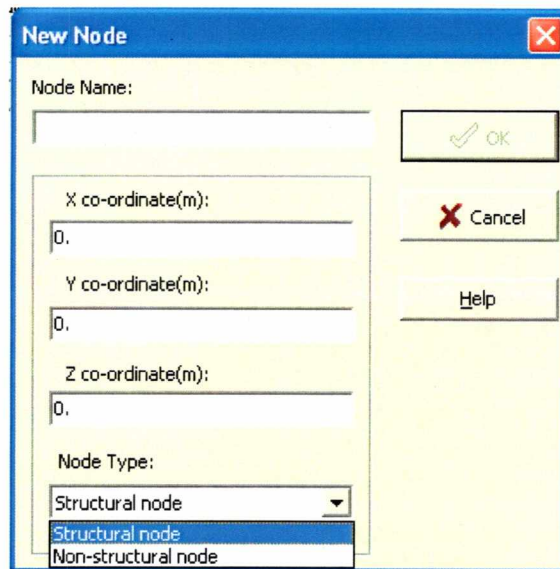 New Node
Node Name:
OK
X co-ordinate(m):
0.
Cancel
Y co-ordinate(m):
0.
Help
Z co-ordinate(m):
0.
Node Type:
Structural node
Structural node
Non-structural node